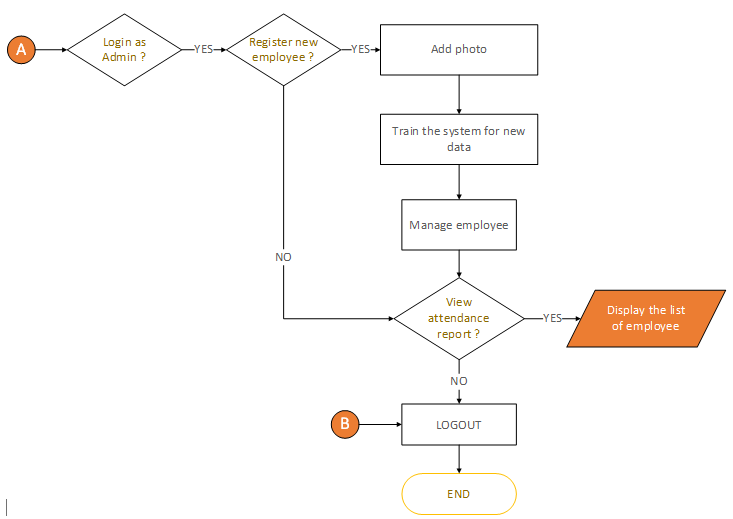 A
Login as
Admin ?
YES
Register new
employee ?
YES
Add photo
Train the system for new
data
Manage employee
NO
View
attendance
report ?
YES
Display the list
of employee
NO
B
LOGOUT
END